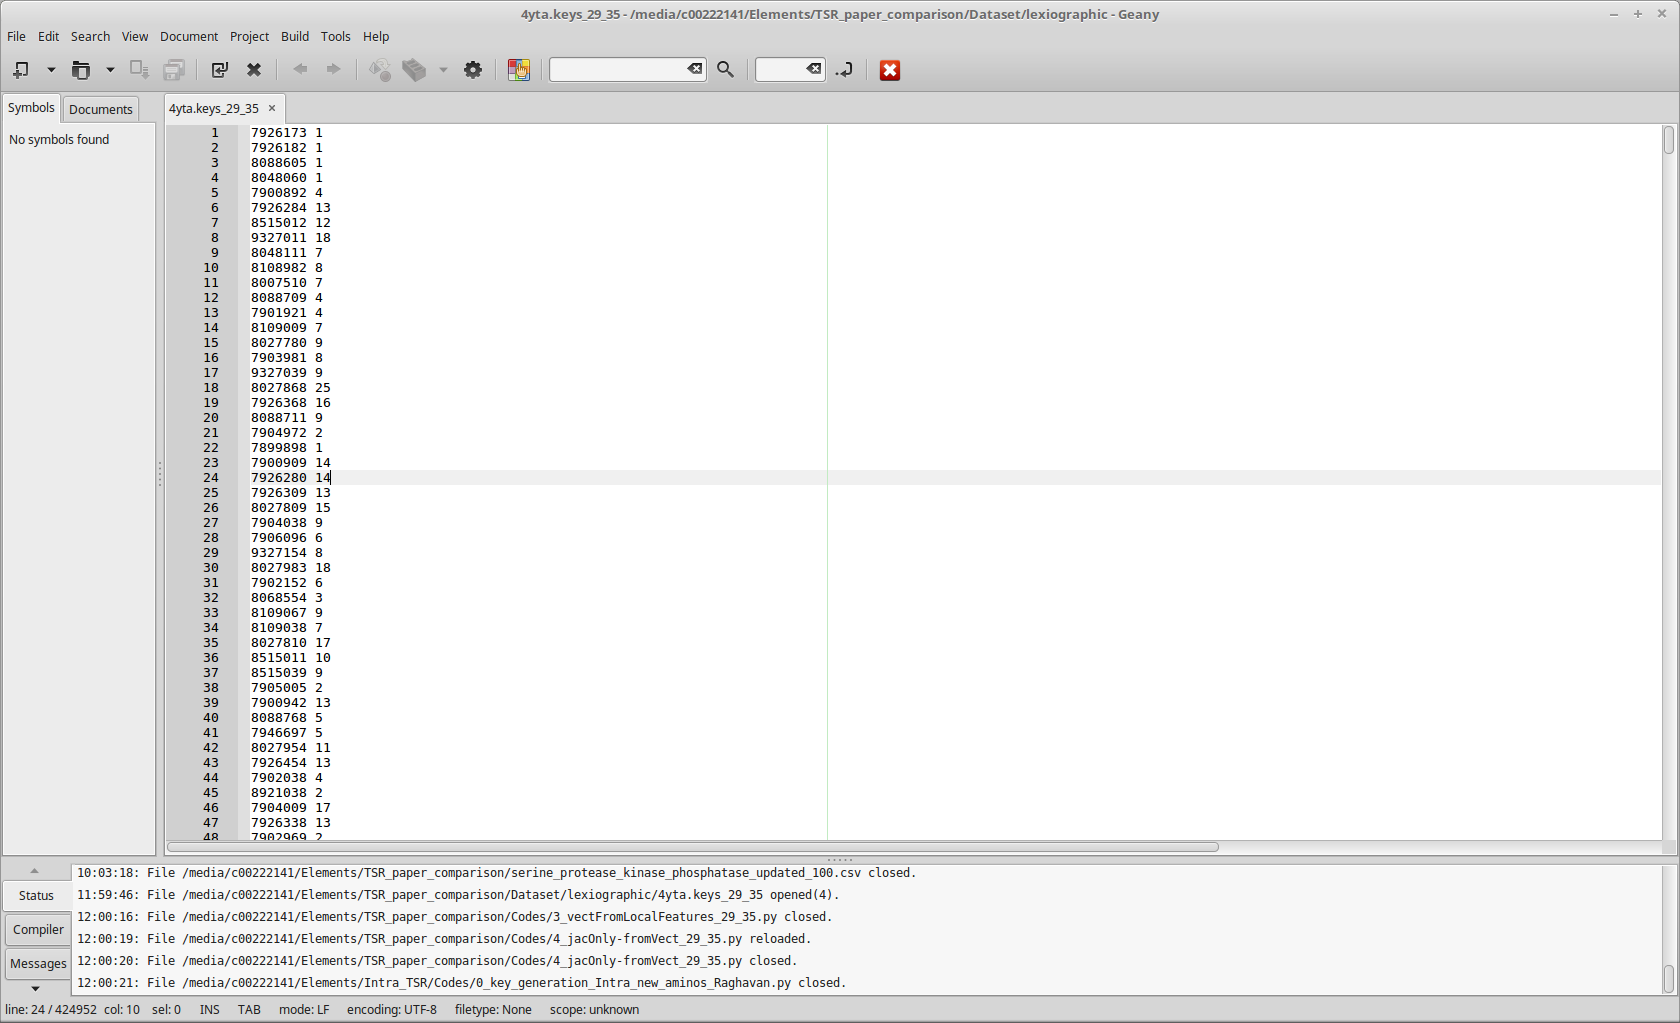 4yta.keys_29_35 - /media/c00222141/Elements/TSR_paper_comparison/Dataset/lexiographic - Geany
File Edit Search View Document Project Build Tools Help
Symbols Documents 4yta.keys_29_35
No symbols found
1 7926173 1
2 7926182 1
3 8088605 1
4 8048060 1
5 7900892 4
6 7926284 13
7 8515012 12
8 9327011 18
9 8048111 7
10 8108982 8
11 8007510 7
12 8088709 4
13 7901921 4
14 8109009 7
15 8027780 9
16 7903981 8
17 9327039 9
18 8027868 25
19 7926368 16
20 8088711 9
21 7904972 2
22 7899898 1
23 7900909 14
24 7926280 14
25 7926309 13
26 8027809 15
27 7904038 9
28 7906096 6
29 9327154 8
30 8027983 18
31 7902152 6
32 8068554 3
33 8109067 9
34 8109038 7
35 8027810 17
36 8515011 10
37 8515039 9
38 7905005 2
39 7900942 13
40 8088768 5
41 7946697 5
42 8027954 11
43 7926454 13
44 7902038 4
45 8921038 2
46 7904009 17
47 7926338 13
48 7902969 2
Status
Compiler
Messages
10:03:18: File /media/c00222141/Elements/TSR_paper_comparison/serine_protease_kinase_phosphatase_updated_100.csv closed.
11:59:46: File /media/c00222141/Elements/TSR_paper_comparison/Dataset/lexiographic/4yta.keys_29_35 opened(4).
12:00:16: File /media/c00222141/Elements/TSR_paper_comparison/Codes/3_vectFromLocalFeatures_29_35.py closed.
12:00:19: File /media/c00222141/Elements/TSR_paper_comparison/Codes/4_jacOnly-fromVect_29_35.py reloaded.
12:00:20: File /media/c00222141/Elements/TSR_paper_comparison/Codes/4_jacOnly-fromVect_29_35.py closed.
12:00:21: File /media/c00222141/Elements/Intra_TSR/Codes/0_key_generation_Intra_new_aminos_Raghavan.py closed.
line: 24 / 424952 col: 10 sel: 0 INS TAB mode: LF encoding: UTF-8 filetype: None scope: unknown